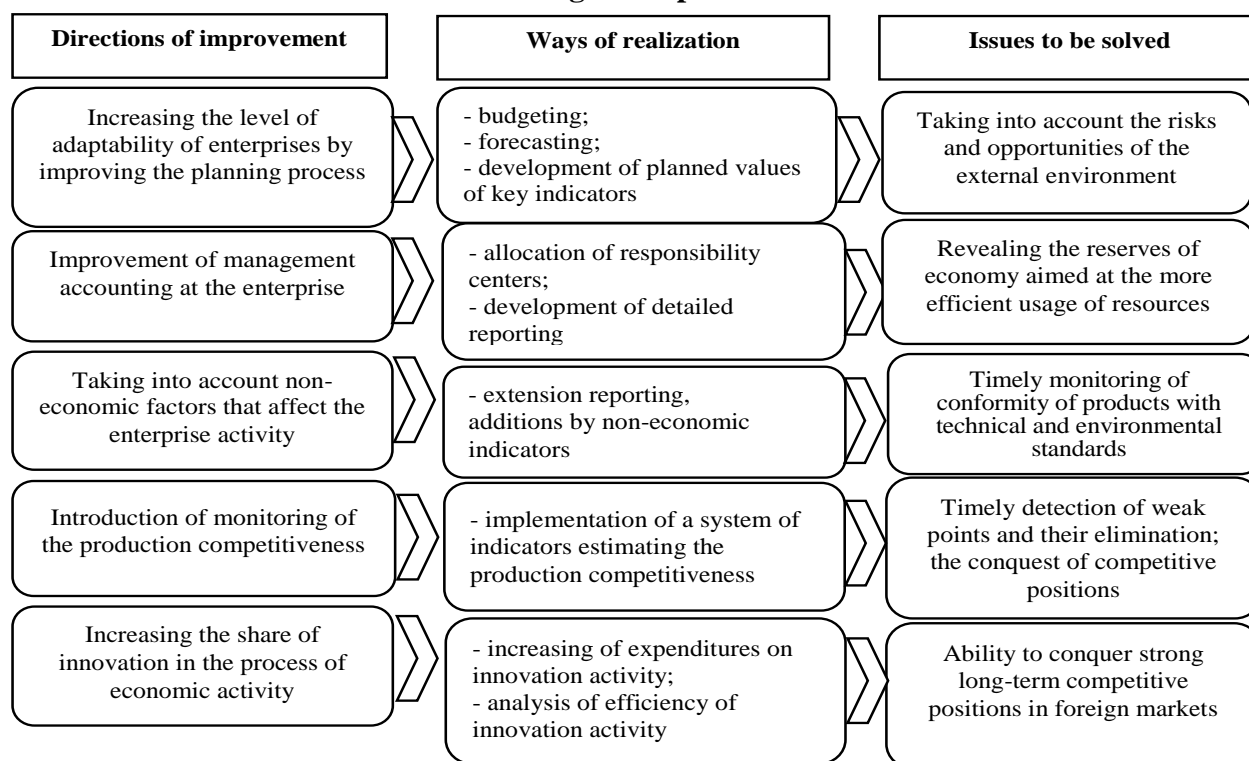 Directions of improvement
Ways of realization
Issues to be solved
Increasing the level of
adaptability of enterprises by
improving the planning process
- budgeting;
- forecasting;
- development of planned values
of key indicators
Taking into account the risks
and opportunities of the
external environment
Improvement of management
accounting at the enterprise
- allocation of responsibility
centers;
- development of detailed
reporting
Revealing the reserves of
economy aimed at the more
efficient usage of resources
Taking into account non-
economic factors that affect the
enterprise activity
- extension reporting,
additions by non-economic
indicators
Timely monitoring of
conformity of products with
technical and environmental
standards
Introduction of monitoring of
the production competitiveness
- implementation of a system of
indicators estimating the
production competitiveness
Timely detection of weak
points and their elimination;
the conquest of competitive
positions
Increasing the share of
innovation in the process of
economic activity
- increasing of expenditures on
innovation activity;
- analysis of efficiency of
innovation activity
Ability to conquer strong
long-term competitive
positions in foreign markets